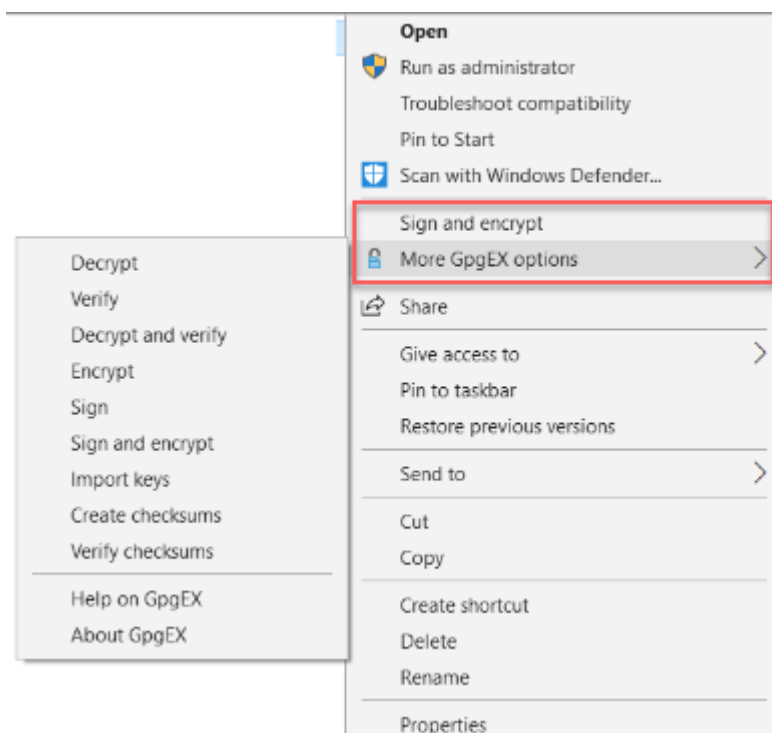 Open
Run as administrator
Troubleshoot compatibility
Pin to Start
Scan with Windows Defender...
Sign and encrypt
More GpgEX options
Share
Give access to
Pin to taskbar
Restore previous versions
Send to
Cut
Copy
Create shortcut
Delete
Rename
Properties
Decrypt
Verify
Decrypt and verify
Encrypt
Sign
Sign and encrypt
Import keys
Create checksums
Verify checksums
Help on GpgEX
About GpgEX